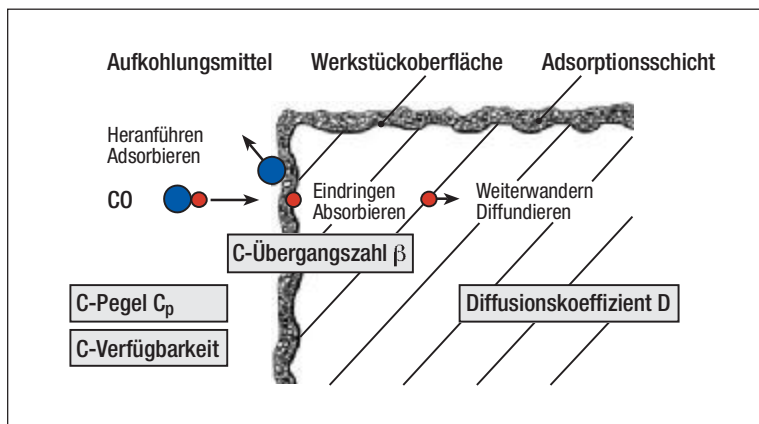 Aufkohlungsmittel Werkstückoberfläche Adsorptionsschicht
Heranführen
Adsorbieren
CO
Eindringen
Absorbieren
Weiterwandern
Diffundieren
C-Übergangszahl β
C-Pegel Cp
C-Verfügbarkeit
Diffusionskoeffizient D